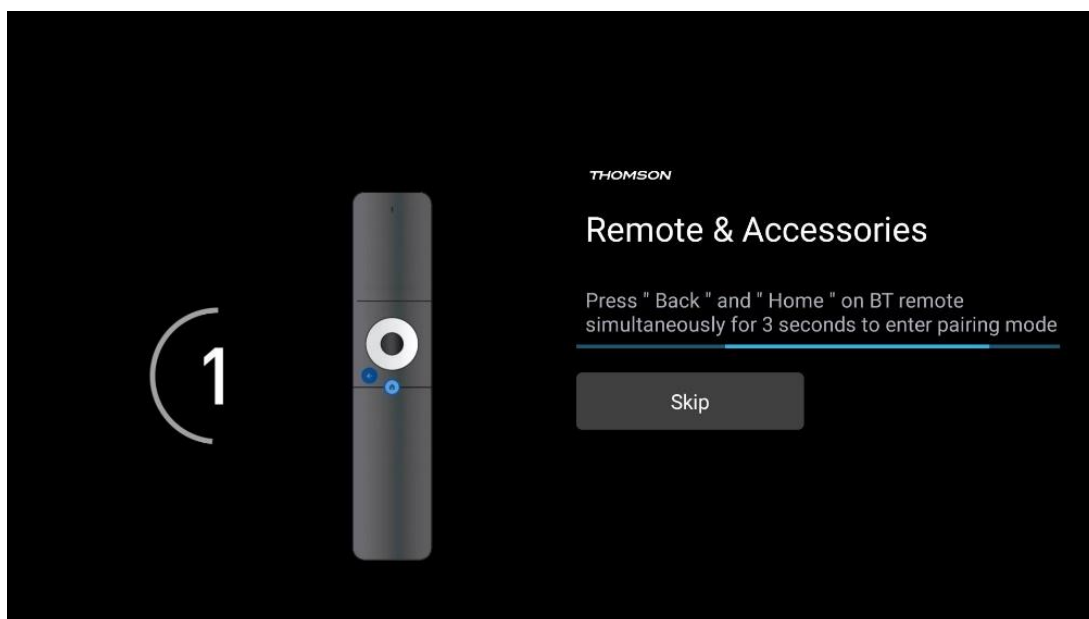 THOMSON
Remote & Accessories
Press " Back " and " Home " on BT remote
simultaneously for 3 seconds to enter pairing mode
1
Skip